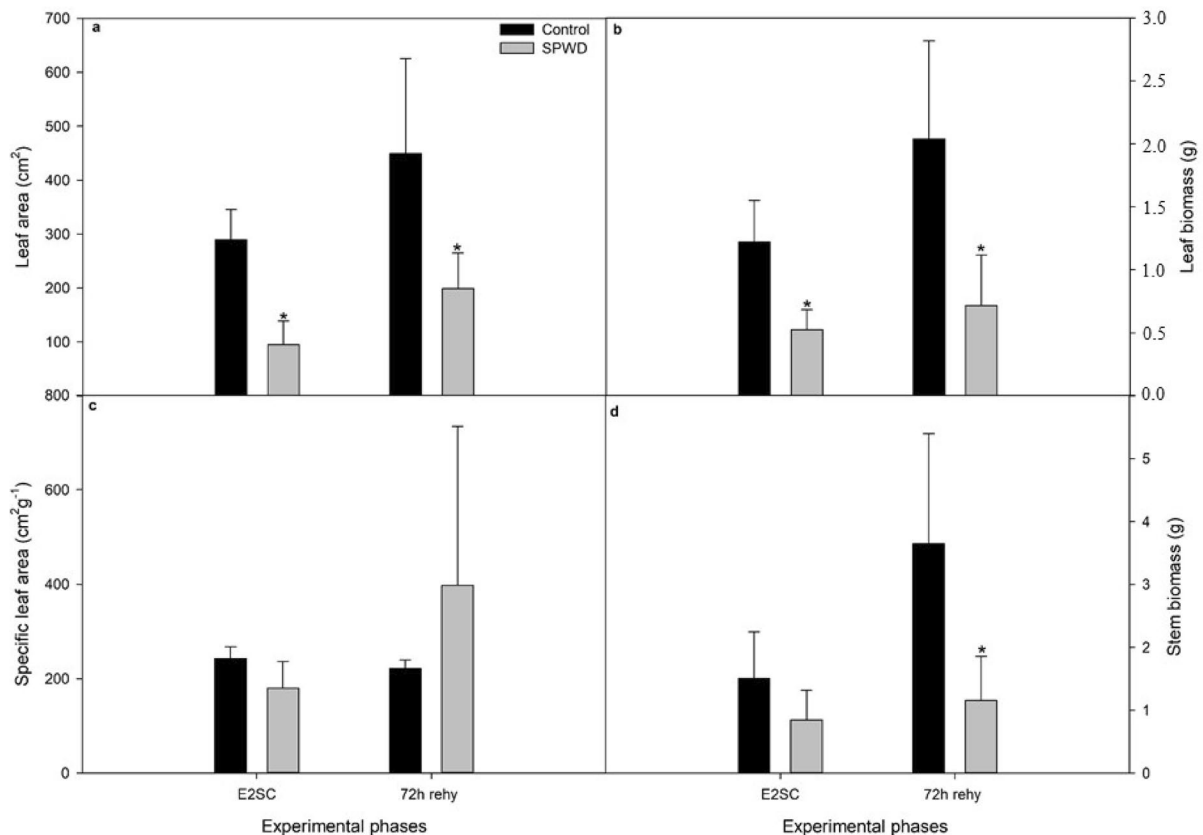 a
Control
SPWD
700
600
500
400
300
200
100
800
Leaf area (cm²)
*
*
b
3.0
2.5
2.0
1.5
1.0
0.5
0.0
Leaf biomass (g)
*
*
c
600
400
200
0
Specific leaf area (cm²g⁻¹)
E2SC
72h rehy
Experimental phases
d
5
4
3
2
1
0
Stem biomass (g)
*
E2SC
72h rehy
Experimental phases